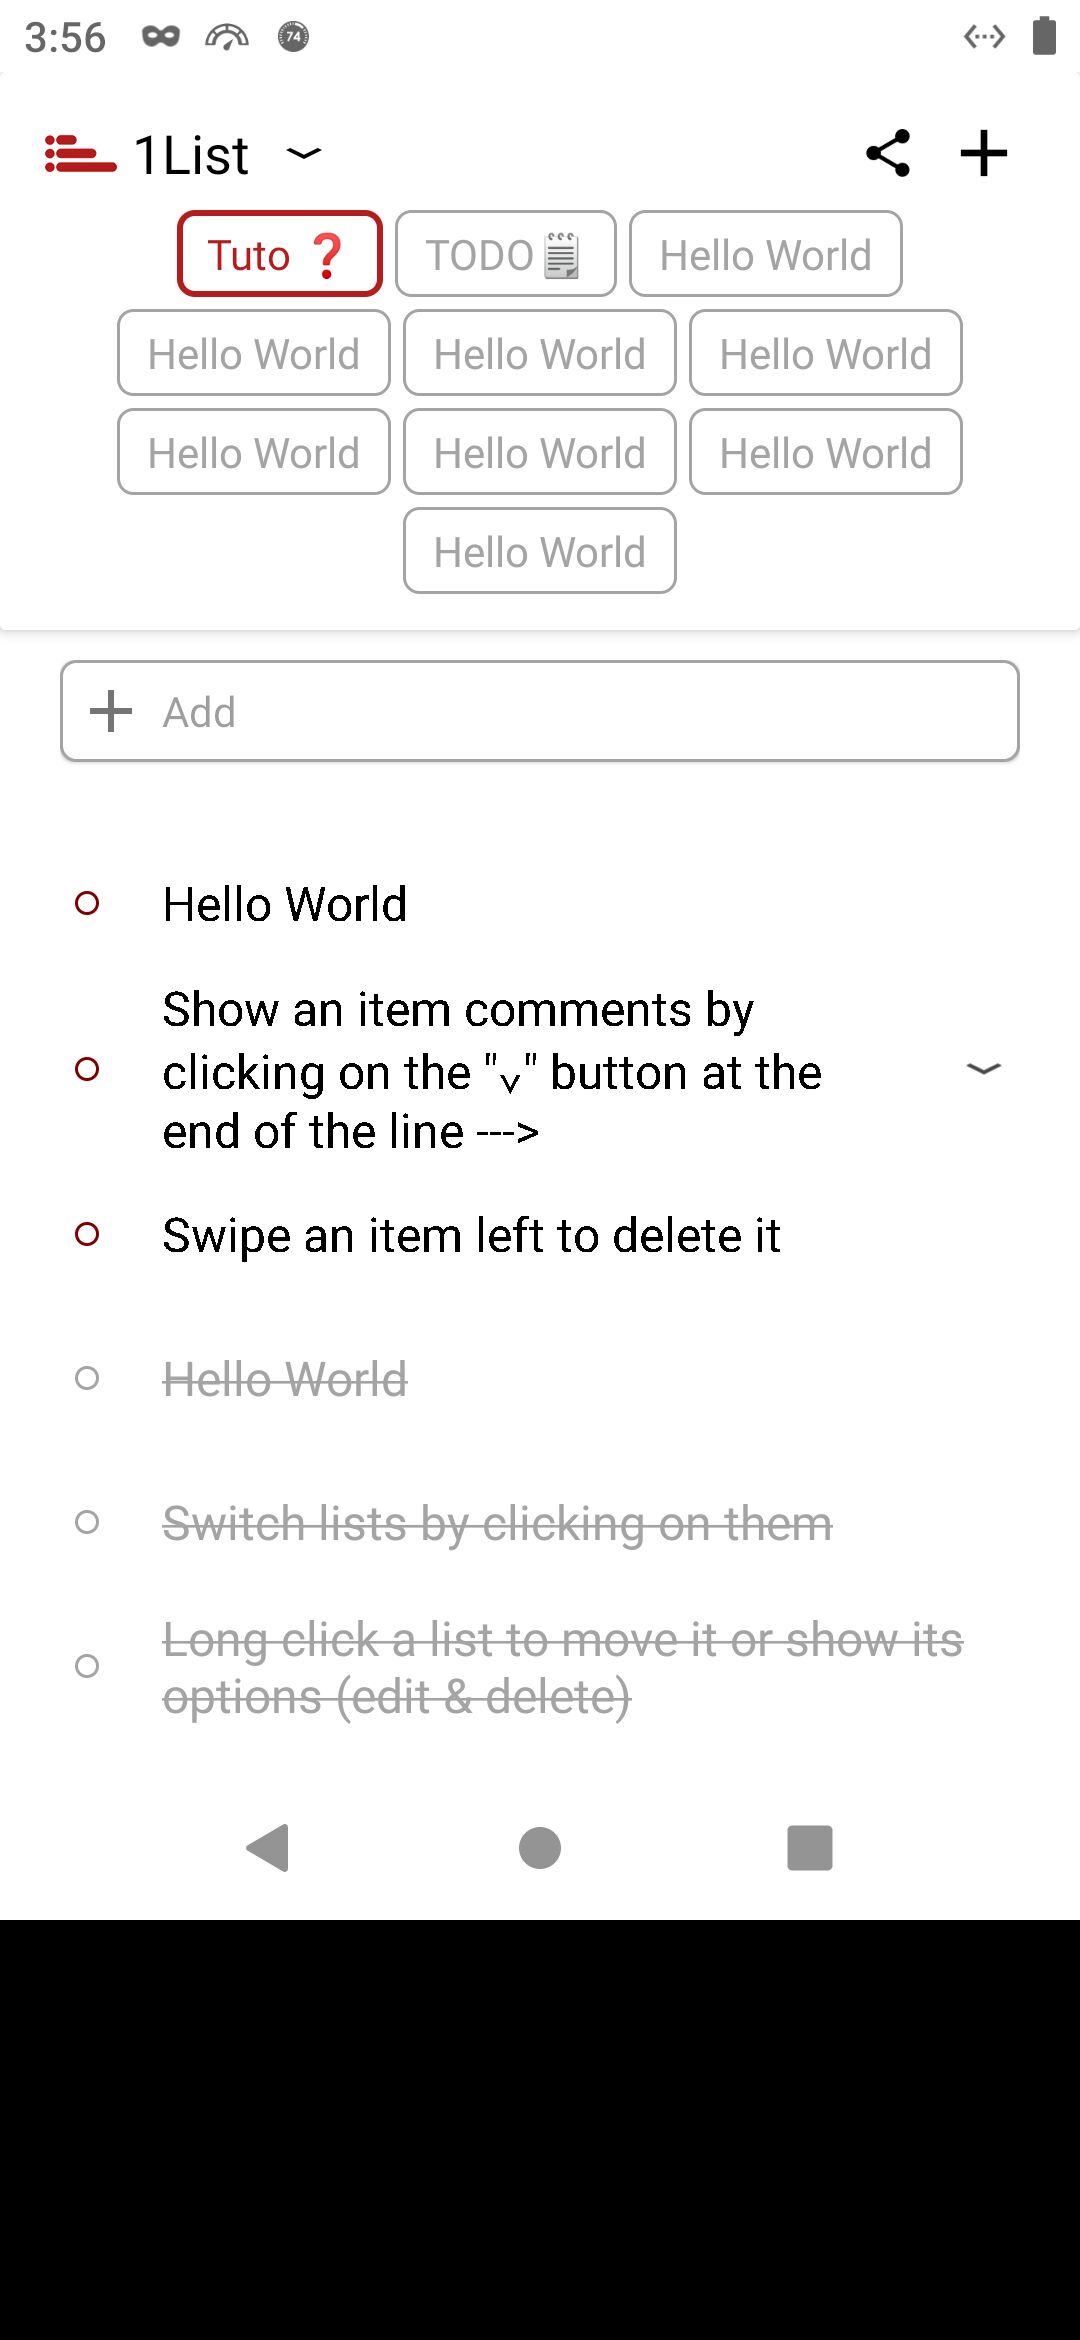 3:56 74
1List
Tuto ❓ TODO🗒 Hello World
Hello World Hello World Hello World
Hello World Hello World Hello World
Hello World
Add
Hello World
Show an item comments by
clicking on the "˅" button at the
end of the line --->
Swipe an item left to delete it
Hello World
Switch lists by clicking on them
Long click a list to move it or show its
options (edit & delete)